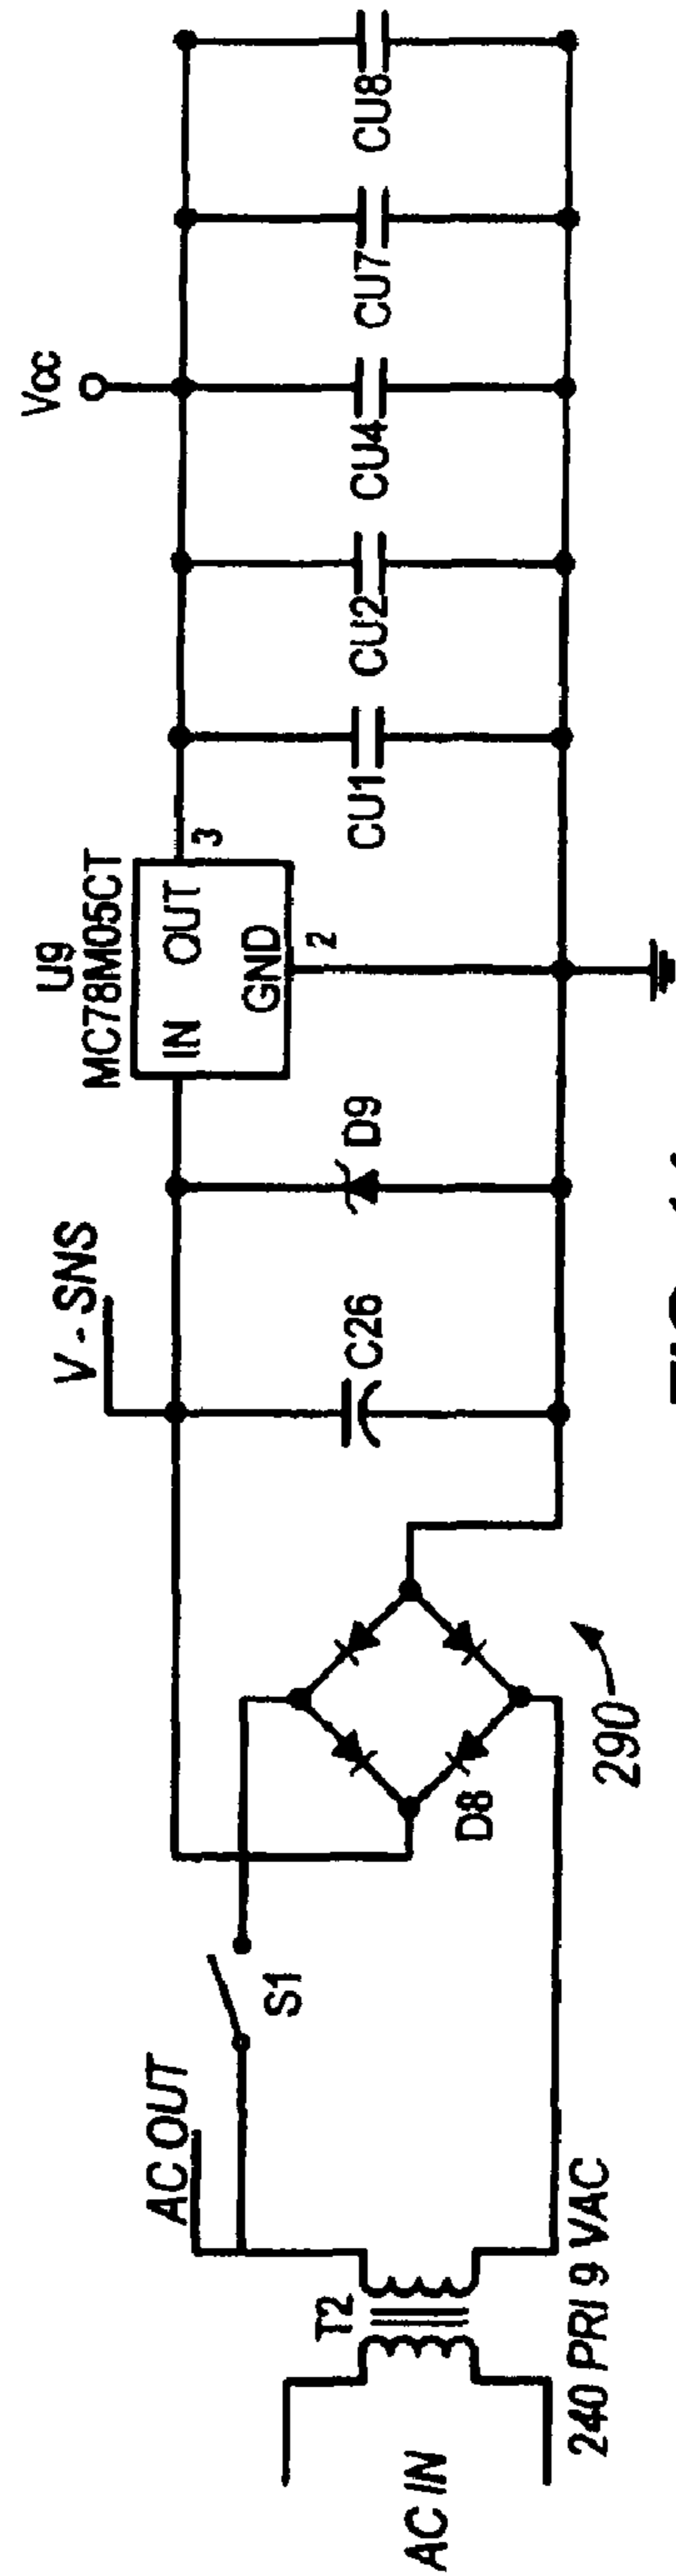 AC IN
240 PRI 9 VAC
T2
AC OUT
S1
D8
290
V - SNS
C26
D9
U9
MC78M05CT
IN OUT
GND
3
2
CU1
CU2
Vcc
CU4
CU7
CU8